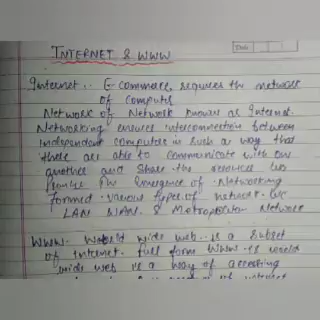 INTERNET & WWW
Internet.. E-commerce, requires the network
of computer
Network of Network known as Internet.
Networking ensures interconnection between
independent computers in such a way that
these are able to communicate with one
another and share the resources
The emergence of Networking
formed various types of network
LAN, WAN & Metropolitan Network
WWW- World wide web.. is a subset
of Internet. full form WWW is world
wide web is a way of accessing